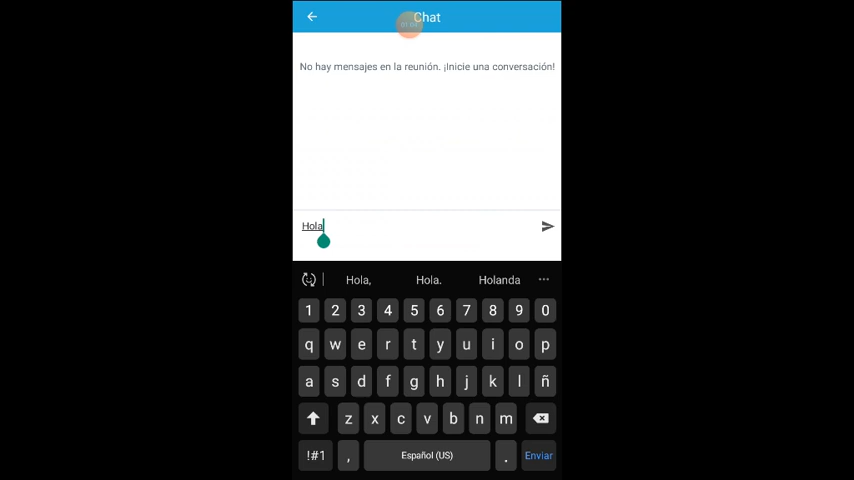 Chat
No hay mensajes en la reunión. ¡Inicie una conversación!
Hola
Hola, Hola. Holanda
1 2 3 4 5 6 7 8 9 0
q w e r t y u i o p
a s d f g h j k l ñ
z x c v b n m
!#1 , Español (US) . Enviar